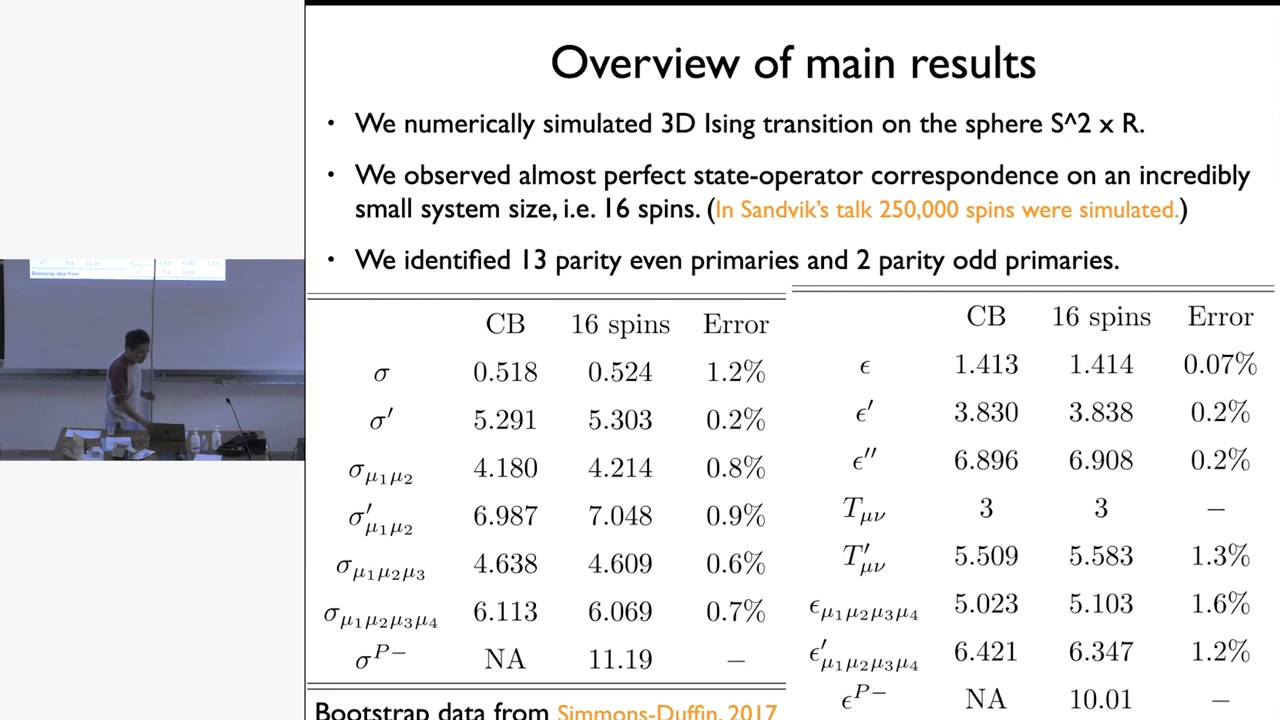 Overview of main results
• We numerically simulated 3D Ising transition on the sphere S^2 x R.
• We observed almost perfect state-operator correspondence on an incredibly
small system size, i.e. 16 spins. (In Sandvik's talk 250,000 spins were simulated.)
• We identified 13 parity even primaries and 2 parity odd primaries.
CB 16 spins Error
σ 0.518 0.524 1.2%
σ′ 5.291 5.303 0.2%
σμ1μ2 4.180 4.214 0.8%
σ′μ1μ2 6.987 7.048 0.9%
σμ1μ2μ3 4.638 4.609 0.6%
σμ1μ2μ3μ4 6.113 6.069 0.7%
σP− NA 11.19 –
Bootstrap data from Simmons-Duffin, 2017
CB 16 spins Error
ϵ 1.413 1.414 0.07%
ϵ′ 3.830 3.838 0.2%
ϵ′′ 6.896 6.908 0.2%
Tμν 3 3 –
T′μν 5.509 5.583 1.3%
ϵμ1μ2μ3μ4 5.023 5.103 1.6%
ϵ′μ1μ2μ3μ4 6.421 6.347 1.2%
ϵP− NA 10.01 –
Bootstrap data from